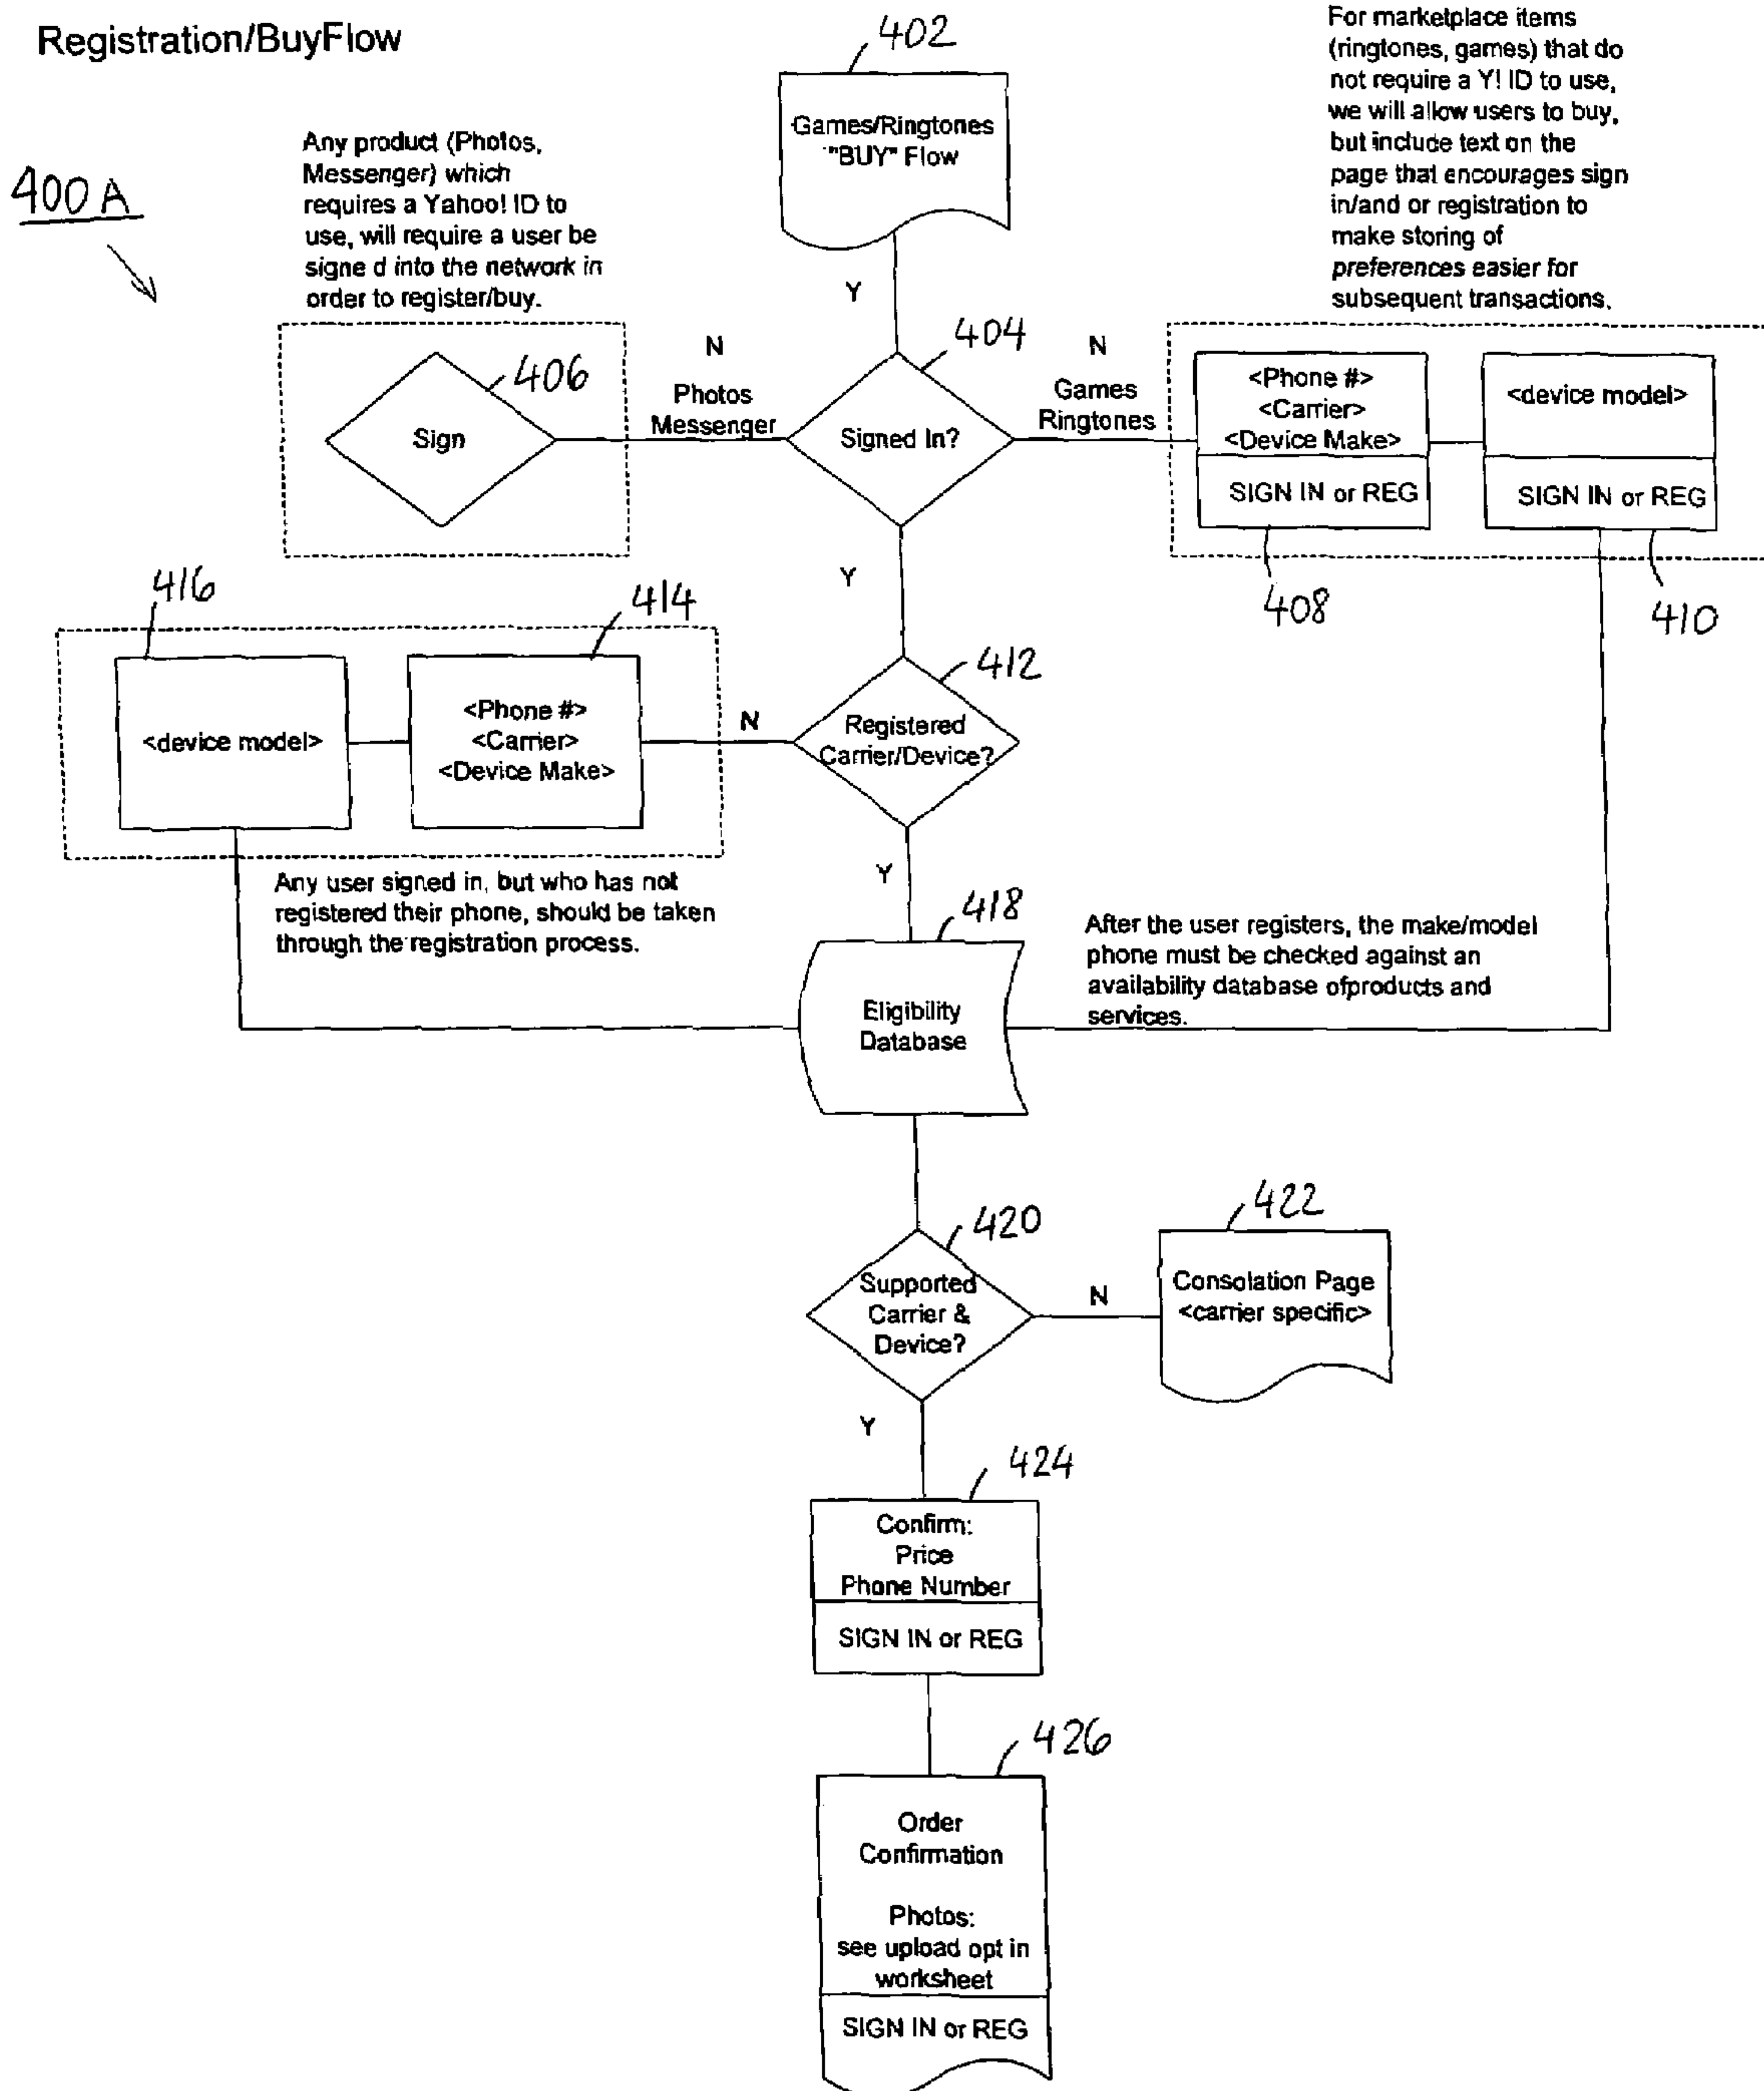 Registration/BuyFlow
400A
Any product (Photos,
Messenger) which
requires a Yahoo! ID to
use, will require a user be
signe d into the network in
order to register/buy.
402
Games/Ringtones
"BUY" Flow
For marketplace items
(ringtones, games) that do
not require a Y! ID to use,
we will allow users to buy,
but include text on the
page that encourages sign
in/and or registration to
make storing of
preferences easier for
subsequent transactions.
Y
406
Sign
N
Photos
Messenger
404
Signed In?
N
Games
Ringtones
<Phone #>
<Carrier>
<Device Make>
SIGN IN or REG
408
<device model>
SIGN IN or REG
410
Y
416
<device model>
414
<Phone #>
<Carrier>
<Device Make>
N
412
Registered
Carrier/Device?
Any user signed in, but who has not
registered their phone, should be taken
through the registration process.
Y
418
Eligibility
Database
After the user registers, the make/model
phone must be checked against an
availability database ofproducts and
services.
420
Supported
Carrier &
Device?
N
422
Consolation Page
<carrier specific>
Y
424
Confirm:
Price
Phone Number
SIGN IN or REG
426
Order
Confirmation
Photos:
see upload opt in
worksheet
SIGN IN or REG